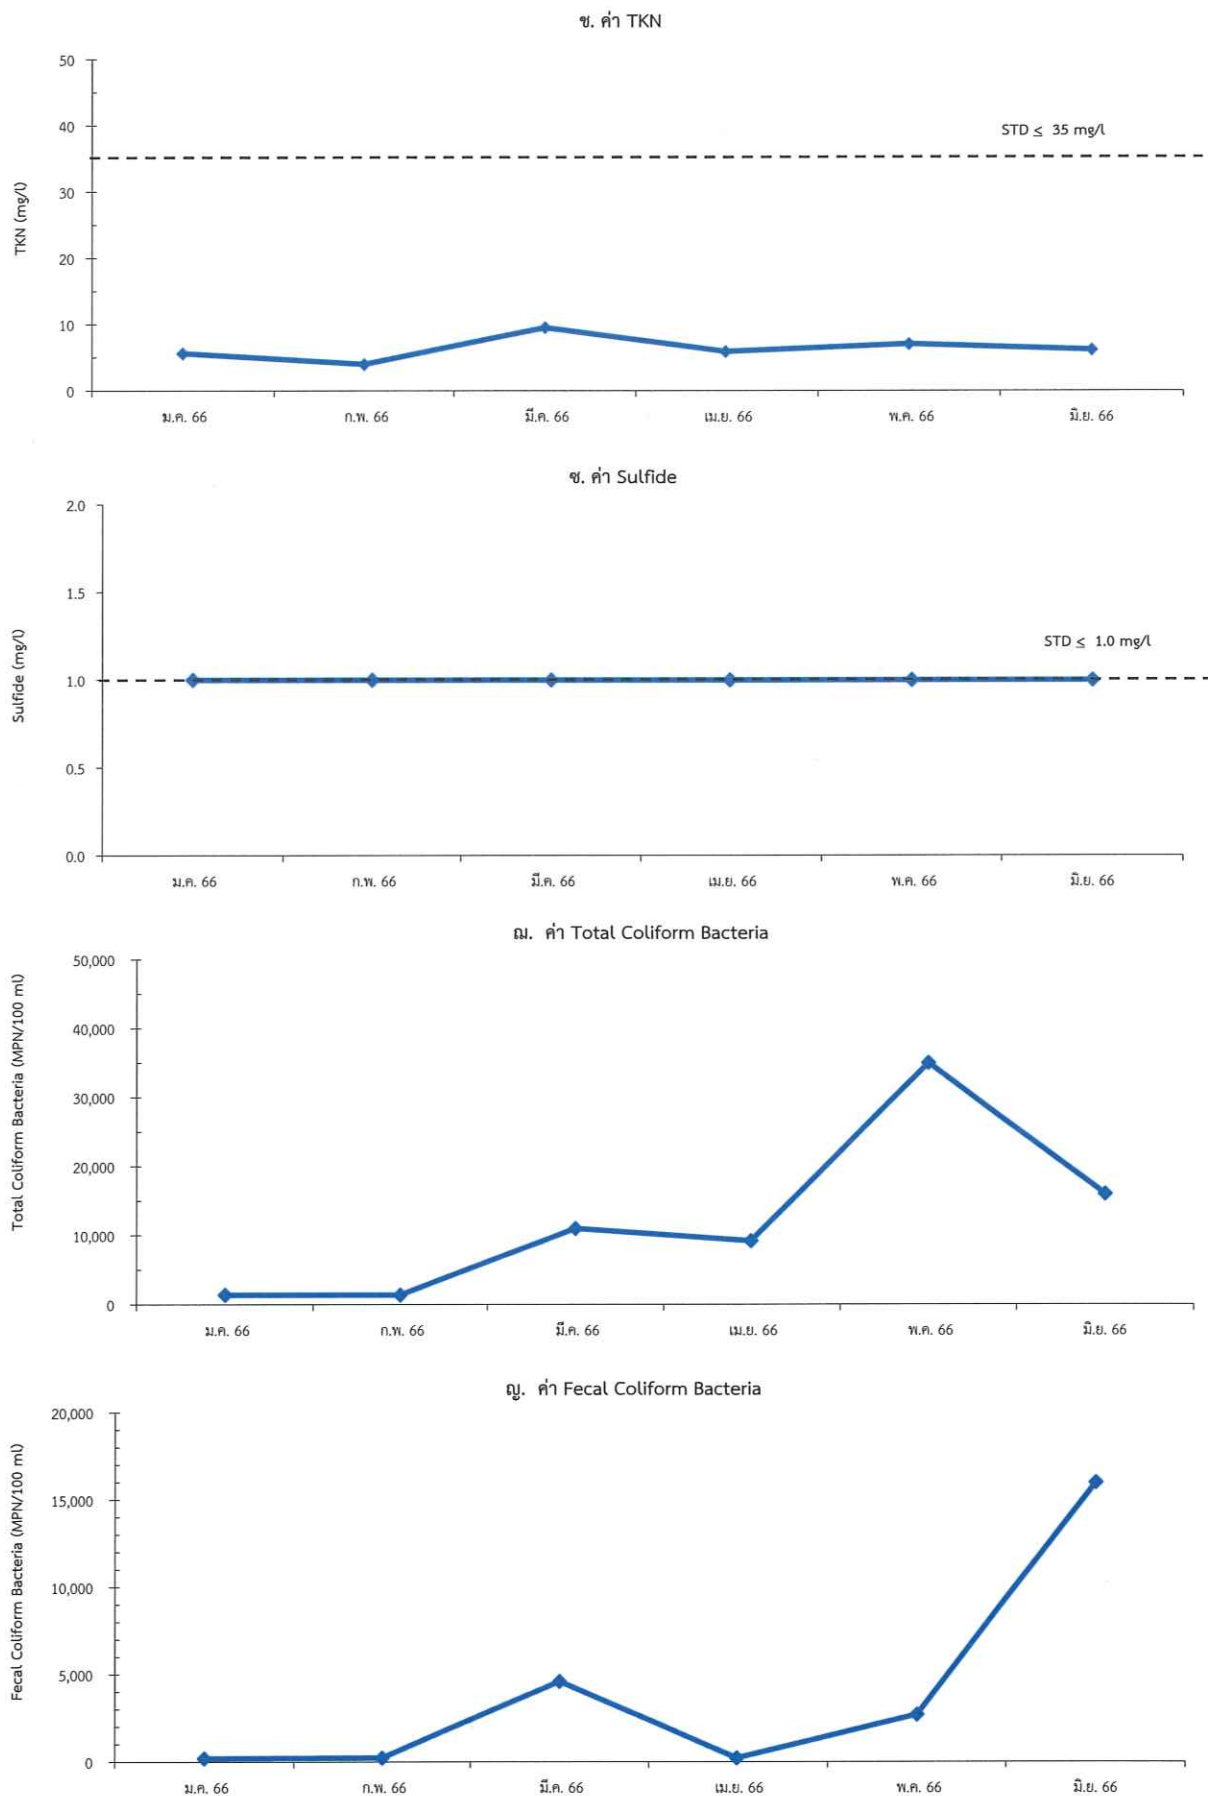 ช. ค่า TKN
50
40
30
20
10
0
TKN (mg/l)
STD ≤ 35 mg/l
ม.ค. 66 ก.พ. 66 มี.ค. 66 เม.ย. 66 พ.ค. 66 มิ.ย. 66
ซ. ค่า Sulfide
2.0
1.5
1.0
0.5
0.0
Sulfide (mg/l)
STD ≤ 1.0 mg/l
ม.ค. 66 ก.พ. 66 มี.ค. 66 เม.ย. 66 พ.ค. 66 มิ.ย. 66
ฌ. ค่า Total Coliform Bacteria
50,000
40,000
30,000
20,000
10,000
0
Total Coliform Bacteria (MPN/100 ml)
ม.ค. 66 ก.พ. 66 มี.ค. 66 เม.ย. 66 พ.ค. 66 มิ.ย. 66
ญ. ค่า Fecal Coliform Bacteria
20,000
15,000
10,000
5,000
0
Fecal Coliform Bacteria (MPN/100 ml)
ม.ค. 66 ก.พ. 66 มี.ค. 66 เม.ย. 66 พ.ค. 66 มิ.ย. 66